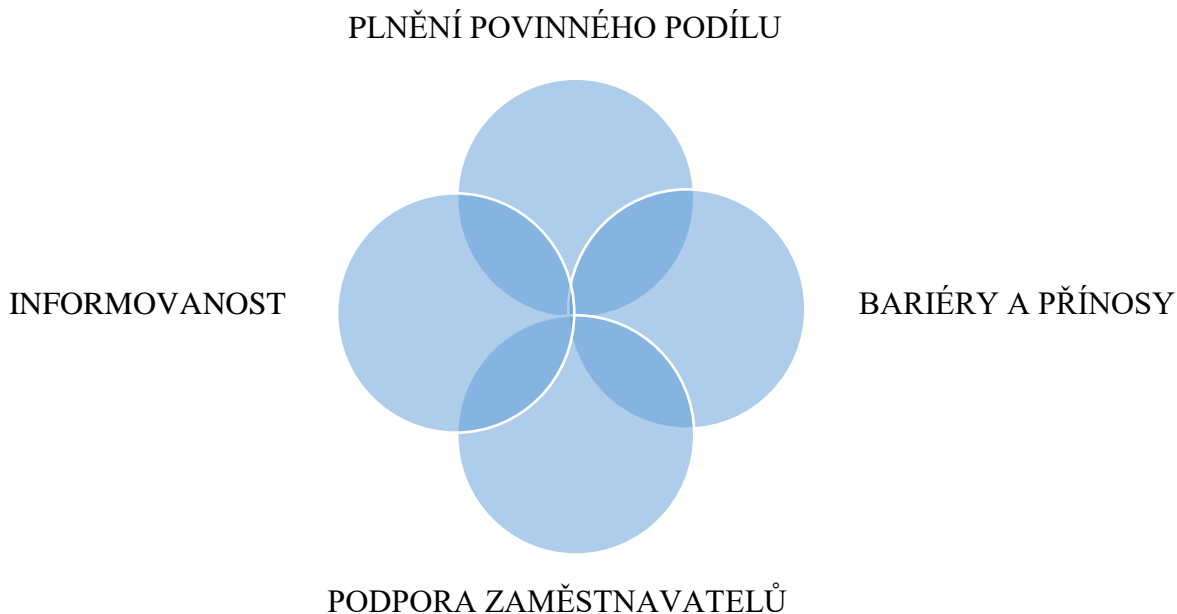 PLNĚNÍ POVINNÉHO PODÍLU
INFORMOVANOST
BARIÉRY A PŘÍNOSY
PODPORA ZAMĚSTNAVATELŮ